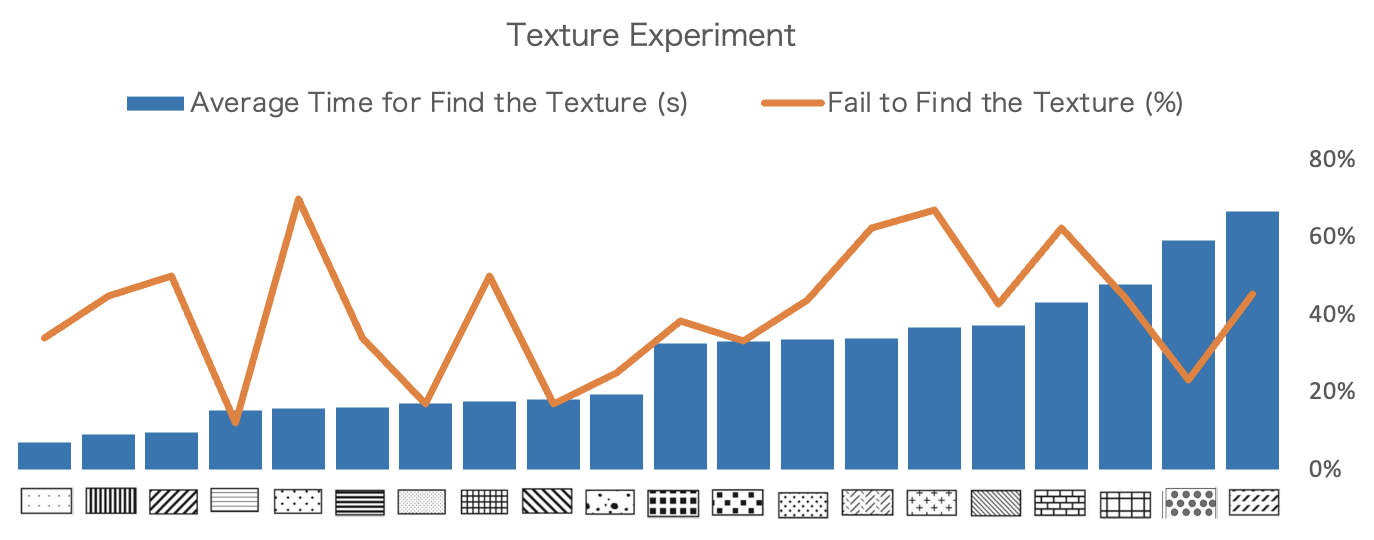 Texture Experiment
Average Time for Find the Texture (s) Fail to Find the Texture (%)
80%
60%
40%
20%
0%